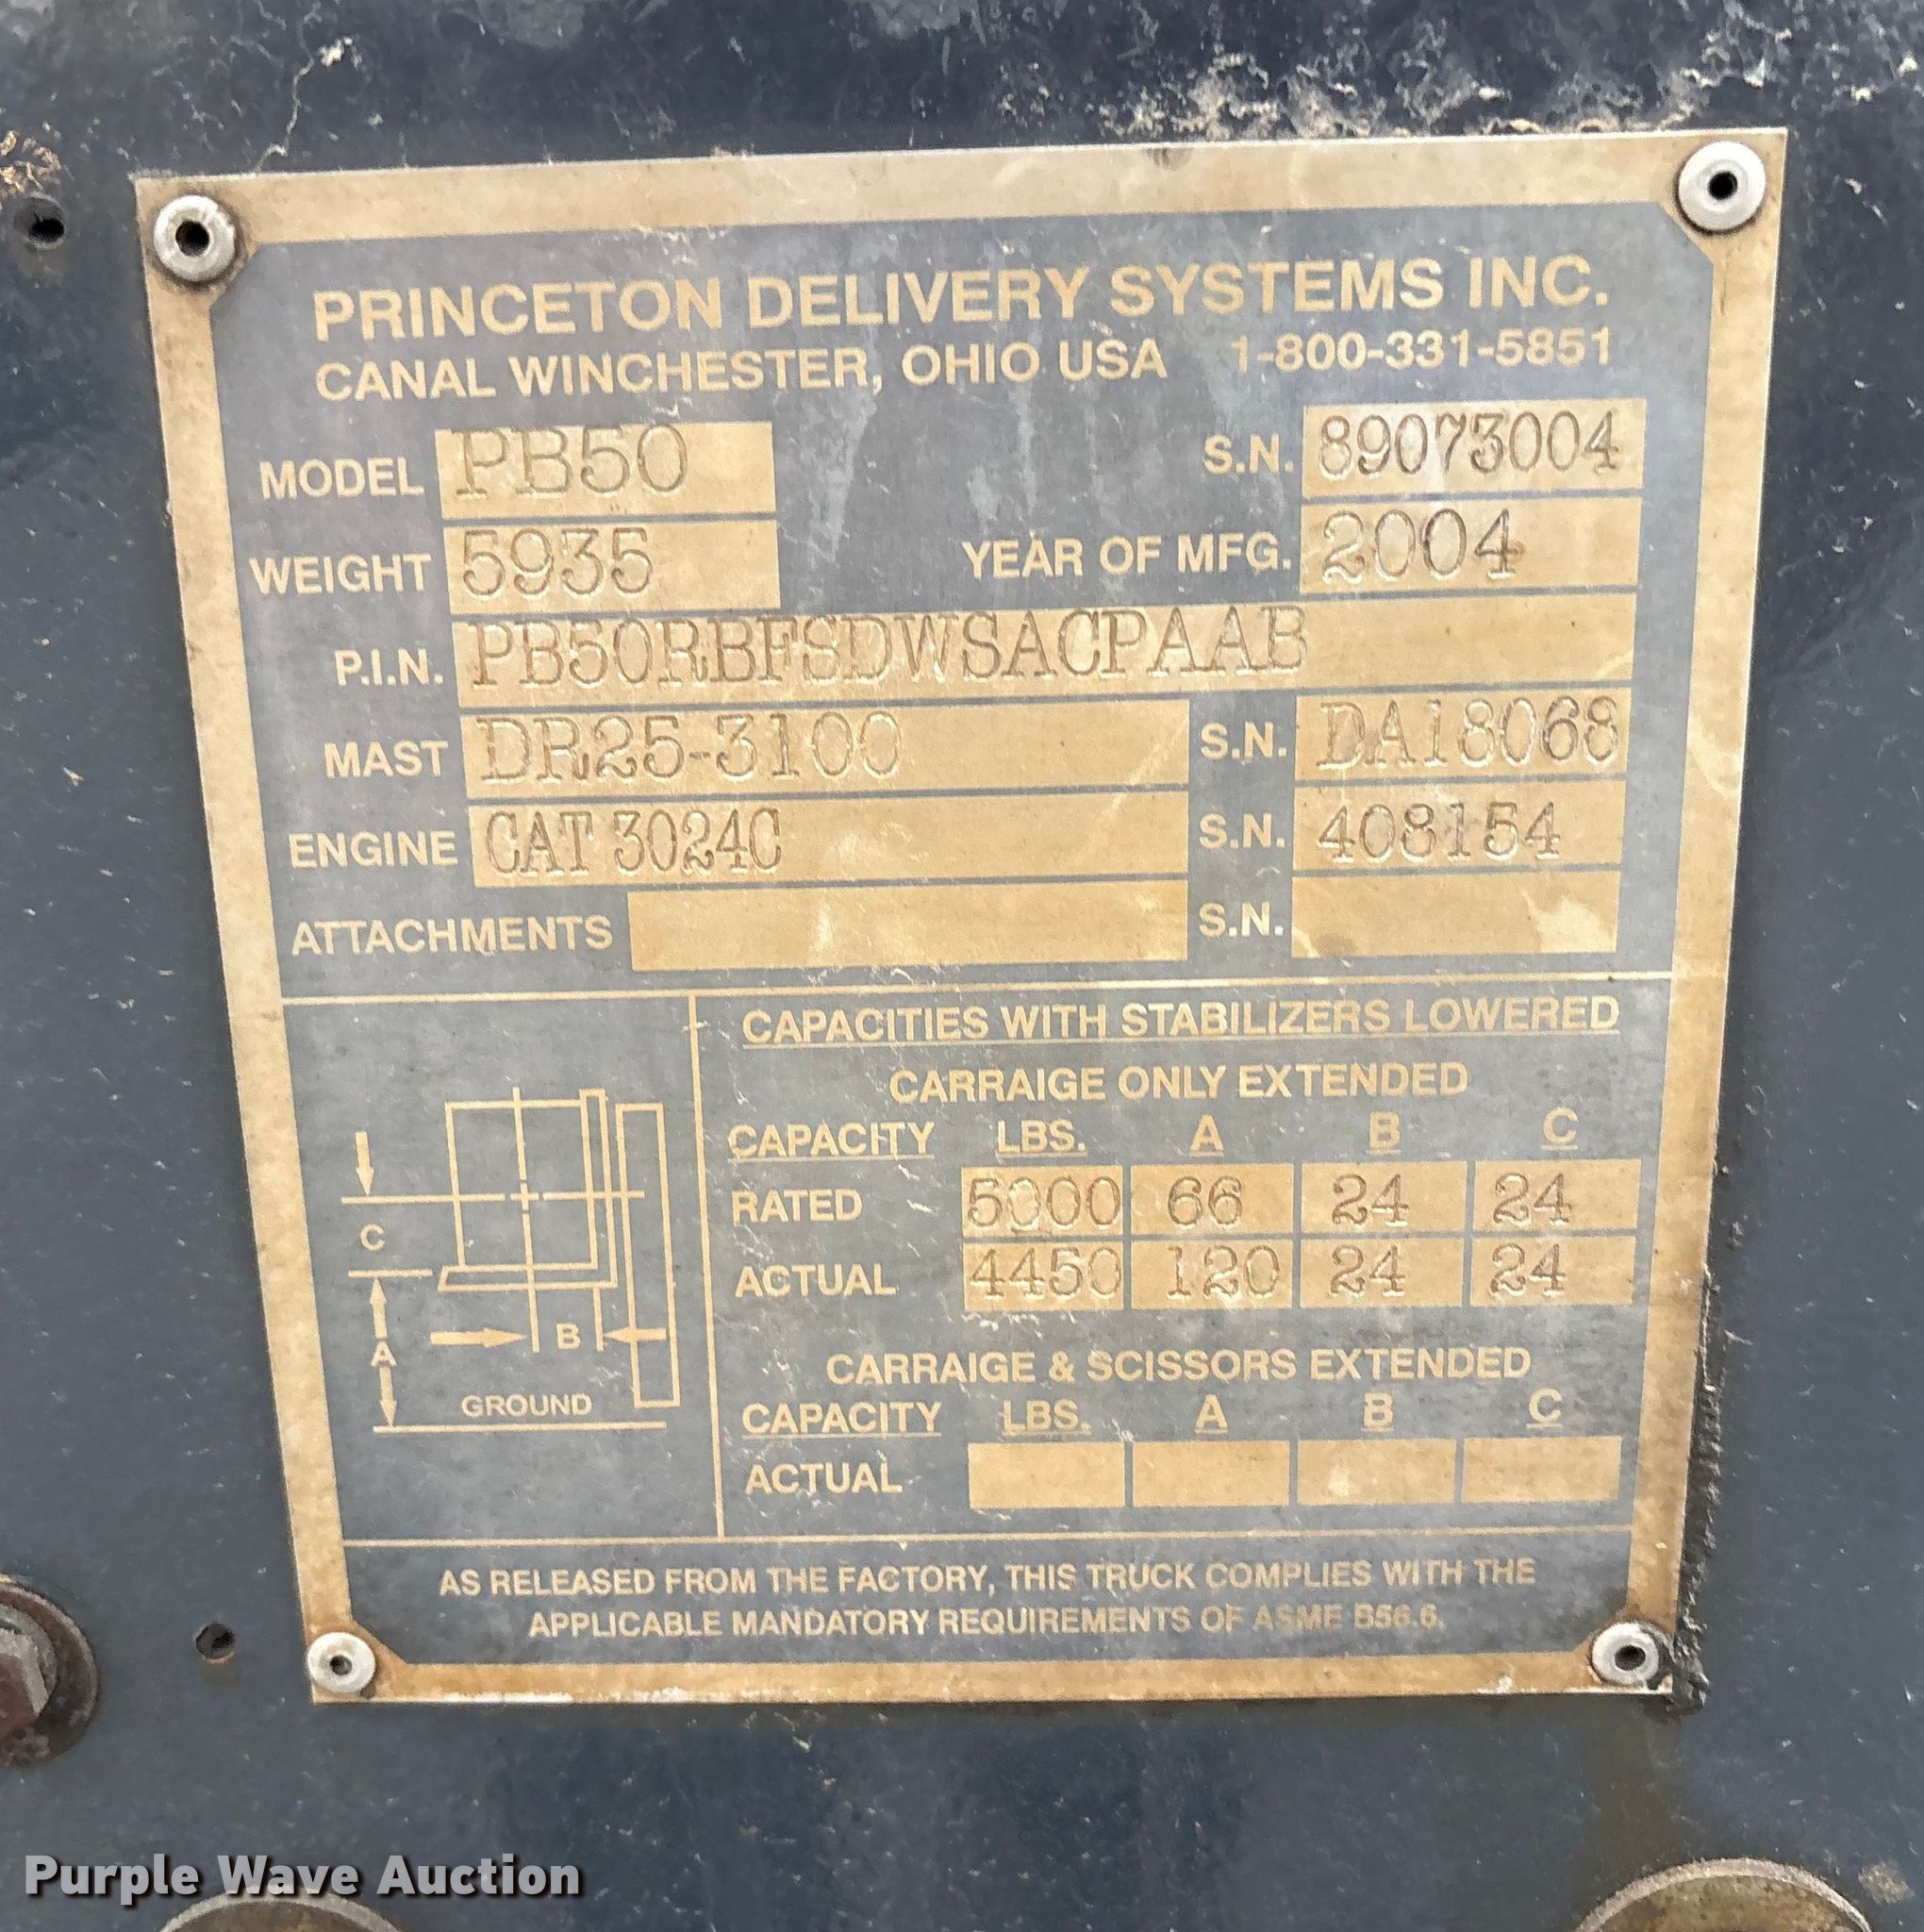 PRINCETON DELIVERY SYSTEMS INC.
CANAL WINCHESTER, OHIO USA 1-800-331-5851
MODEL PB50 S.N. 89073004
WEIGHT 5935 YEAR OF MFG. 2004
P.I.N. PB50RBFSDWSACPAAB
MAST DR25-3100 S.N. DA18068
ENGINE CAT 3024C S.N. 408154
ATTACHMENTS S.N.
CAPACITIES WITH STABILIZERS LOWERED
CARRAIGE ONLY EXTENDED
CAPACITY LBS. A B C
RATED 5000 66 24 24
ACTUAL 4450 120 24 24
CARRAIGE & SCISSORS EXTENDED
CAPACITY LBS. A B C
ACTUAL
C
B
A
GROUND
AS RELEASED FROM THE FACTORY, THIS TRUCK COMPLIES WITH THE
APPLICABLE MANDATORY REQUIREMENTS OF ASME B56.6.
Purple Wave Auction